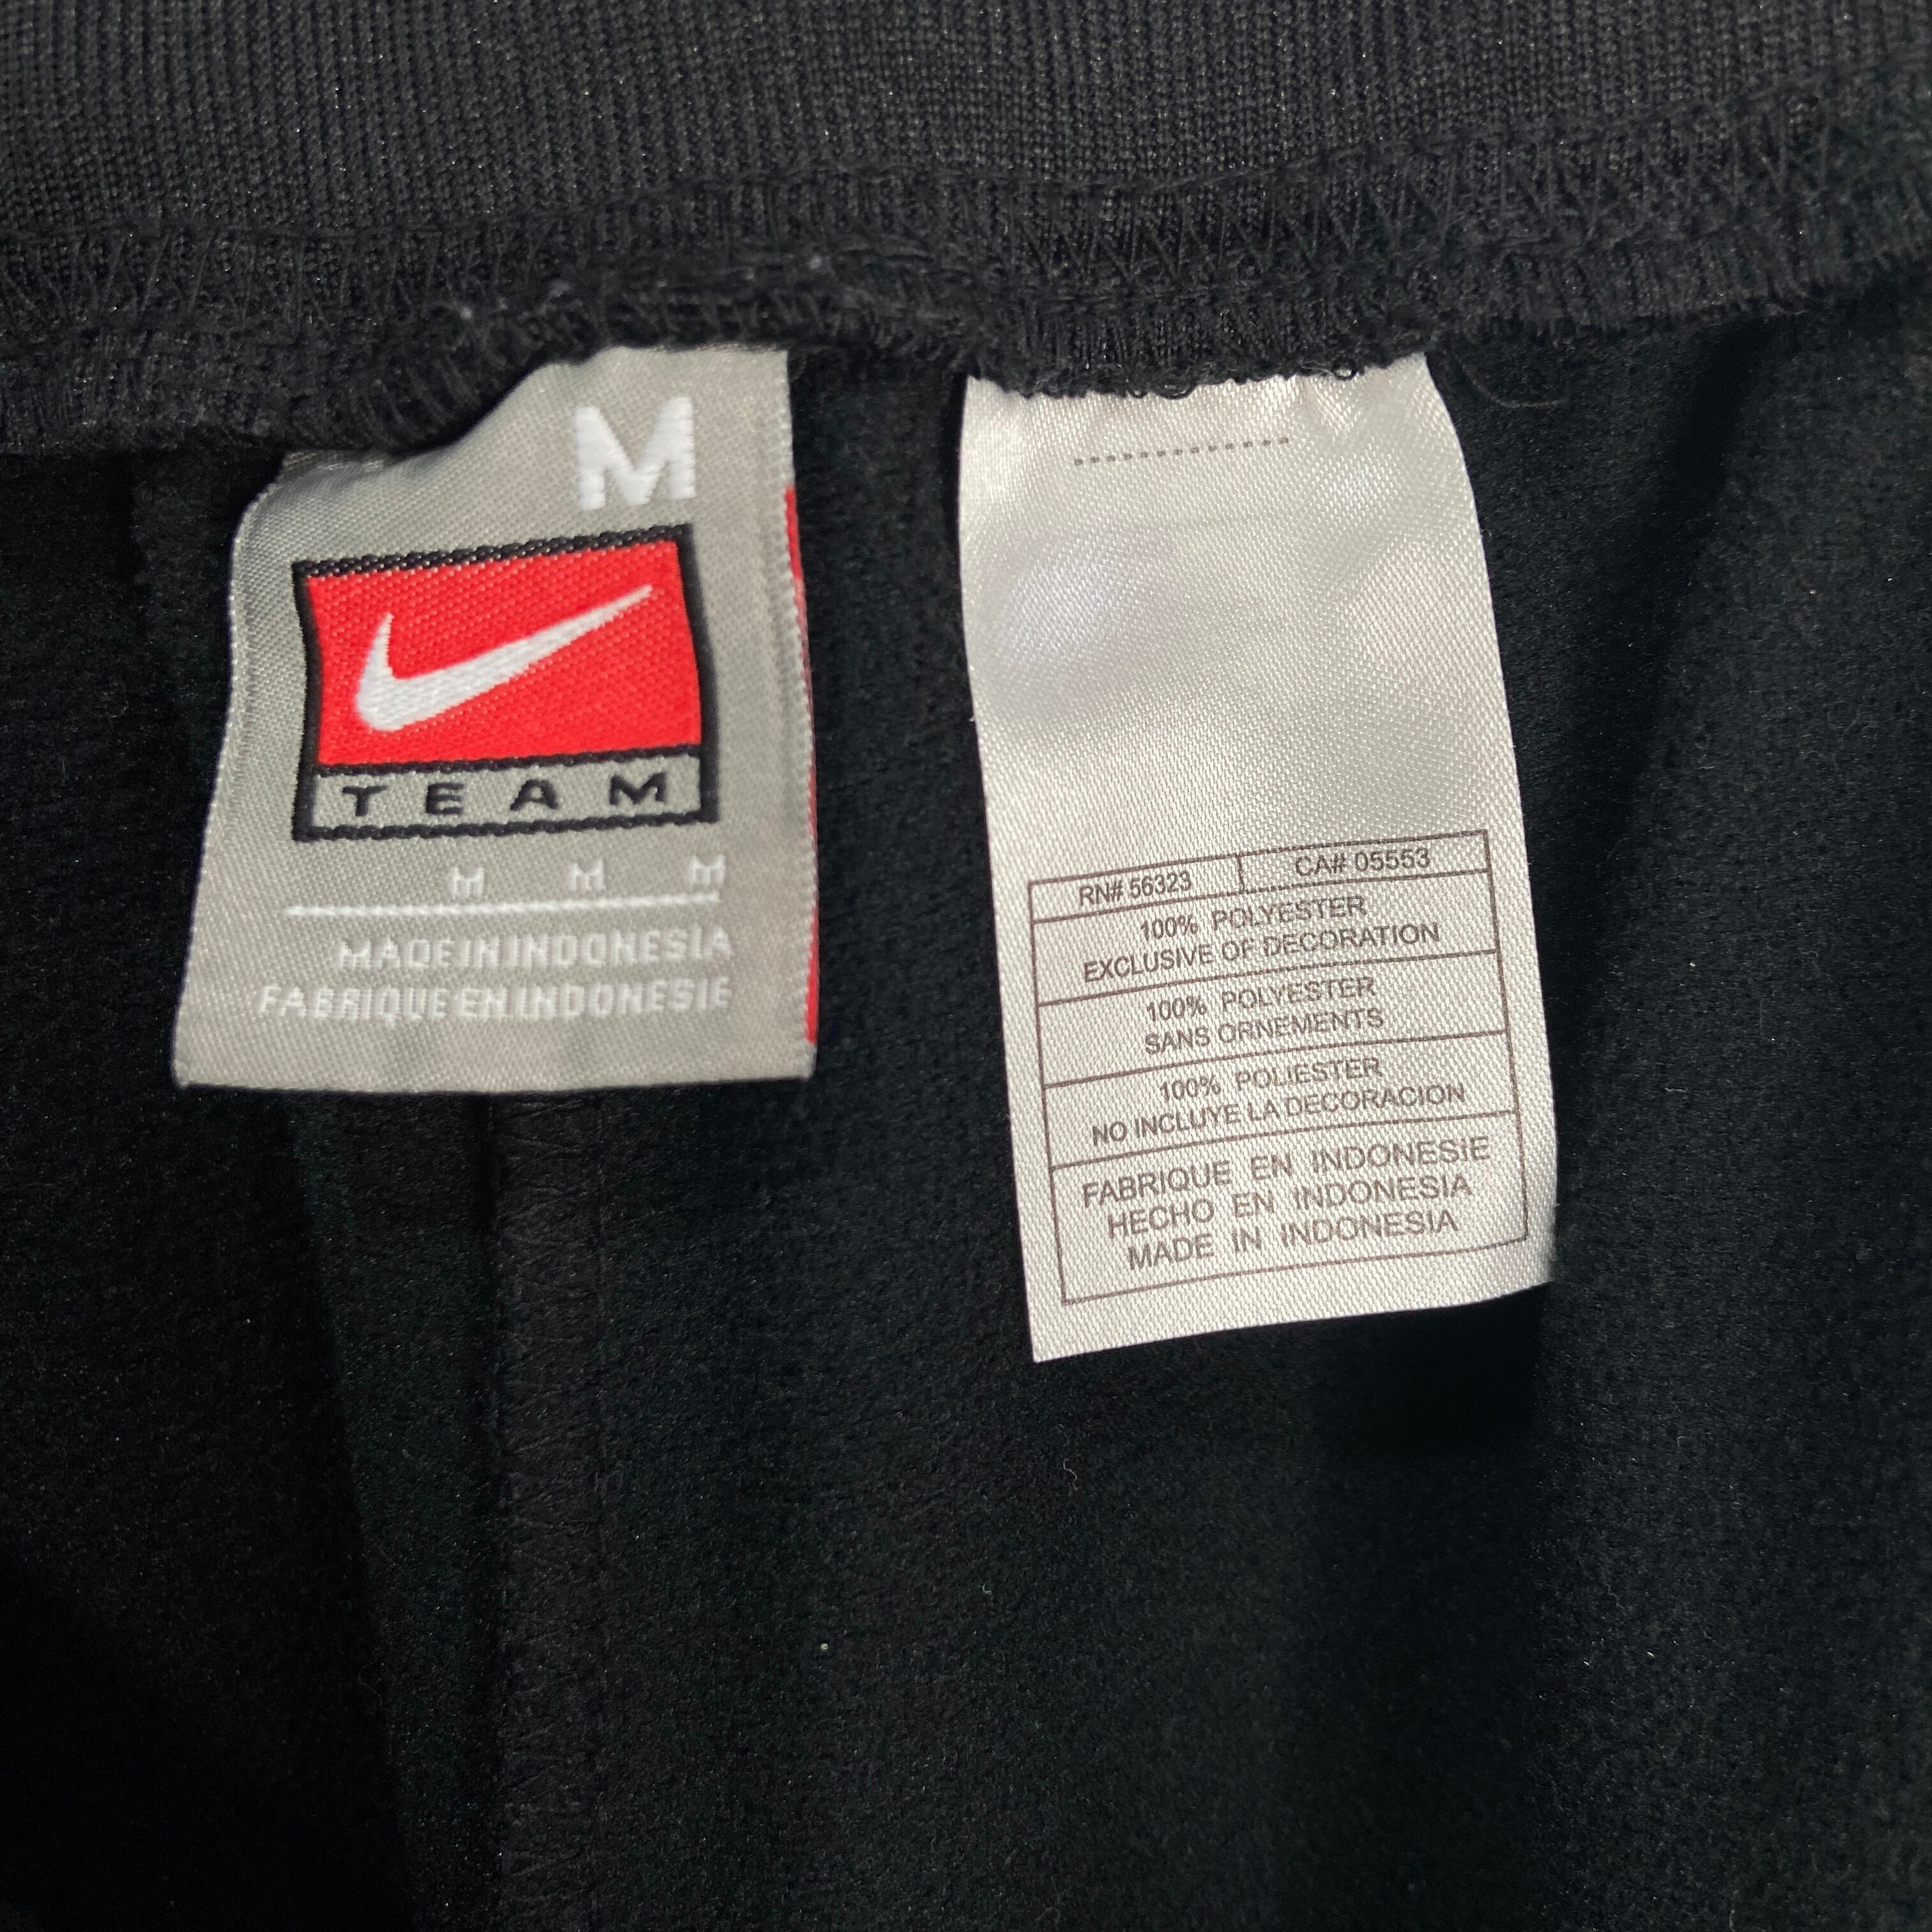 M
TEAM
M M M
MADE IN INDONESIA
FABRIQUE EN INDONESIE
RN# 56323
CA# 05553
100% POLYESTER
EXCLUSIVE OF DECORATION
100% POLYESTER
SANS ORNEMENTS
100% POLIESTER
NO INCLUYE LA DECORACION
FABRIQUE EN INDONESIE
HECHO EN INDONESIA
MADE IN INDONESIA